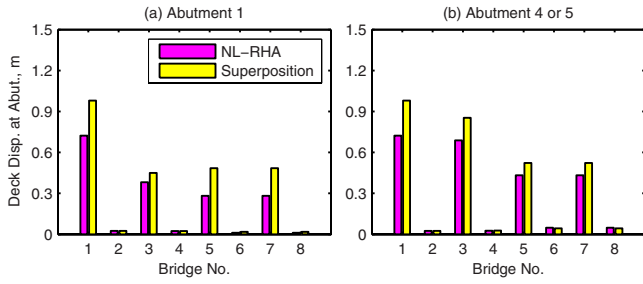 (a) Abutment 1
Deck Disp. at Abut., m
1.5
1.2
0.9
0.6
0.3
0
NL−RHA
Superposition
1 2 3 4 5 6 7 8
Bridge No.
(b) Abutment 4 or 5
1.5
1.2
0.9
0.6
0.3
0
1 2 3 4 5 6 7 8
Bridge No.